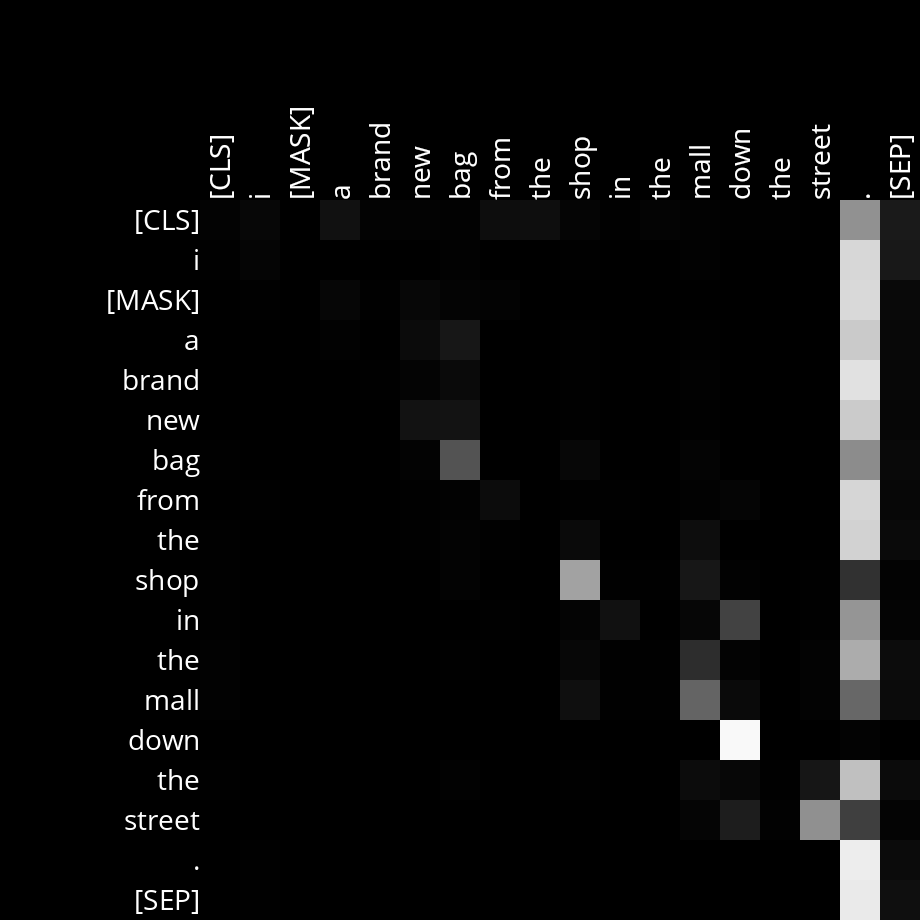 [CLS] i [MASK] a brand new bag from the shop in the mall down the street . [SEP]
[CLS]
i
[MASK]
a
brand
new
bag
from
the
shop
in
the
mall
down
the
street
.
[SEP]